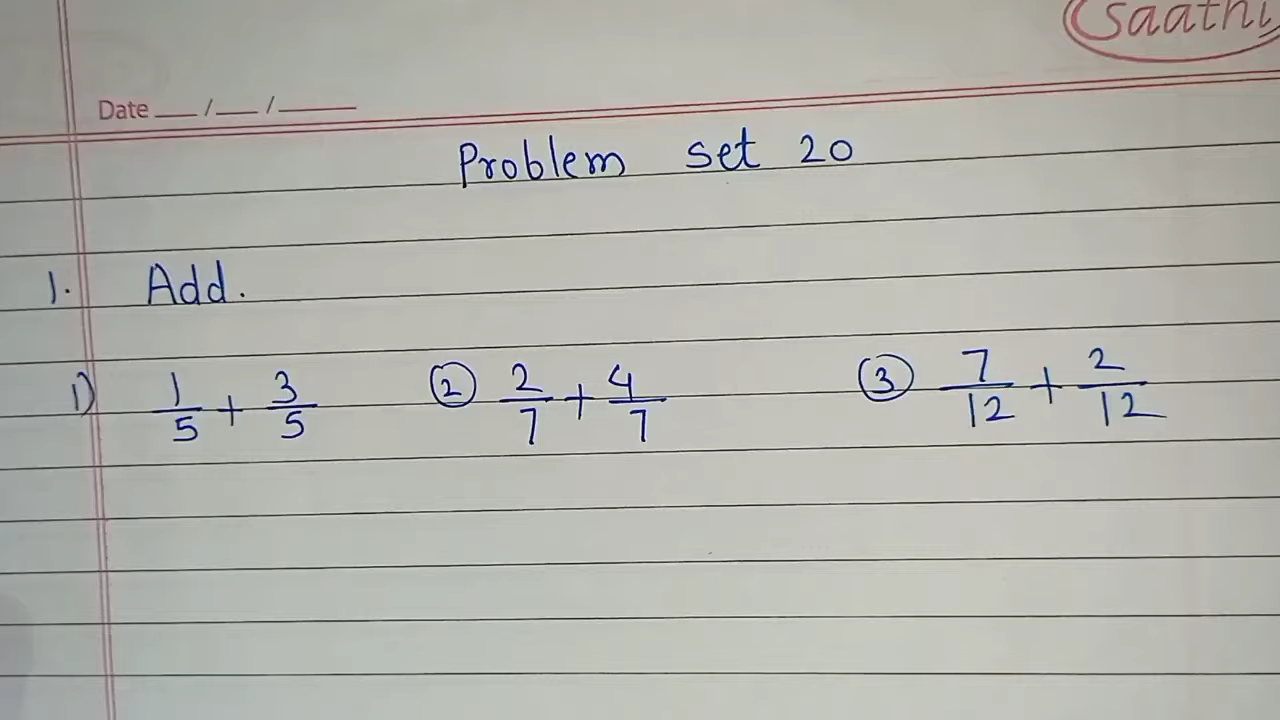 Saathi
Date ___ /___ /______
Problem set 20
1. Add.
1) 1/5 + 3/5 ② 2/7 + 4/7 ③ 7/12 + 2/12